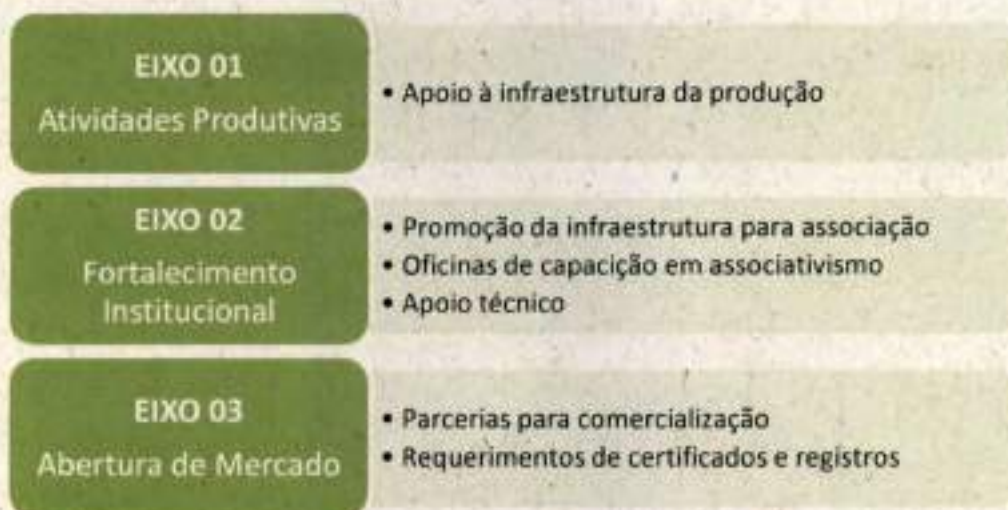 EIXO 01
Atividades Produtivas
• Apoio à infraestrutura da produção
EIXO 02
Fortalecimento
Institucional
• Promoção da infraestrutura para associação
• Oficinas de capacição em associativismo
• Apoio técnico
EIXO 03
Abertura de Mercado
• Parcerias para comercialização
• Requerimentos de certificados e registros